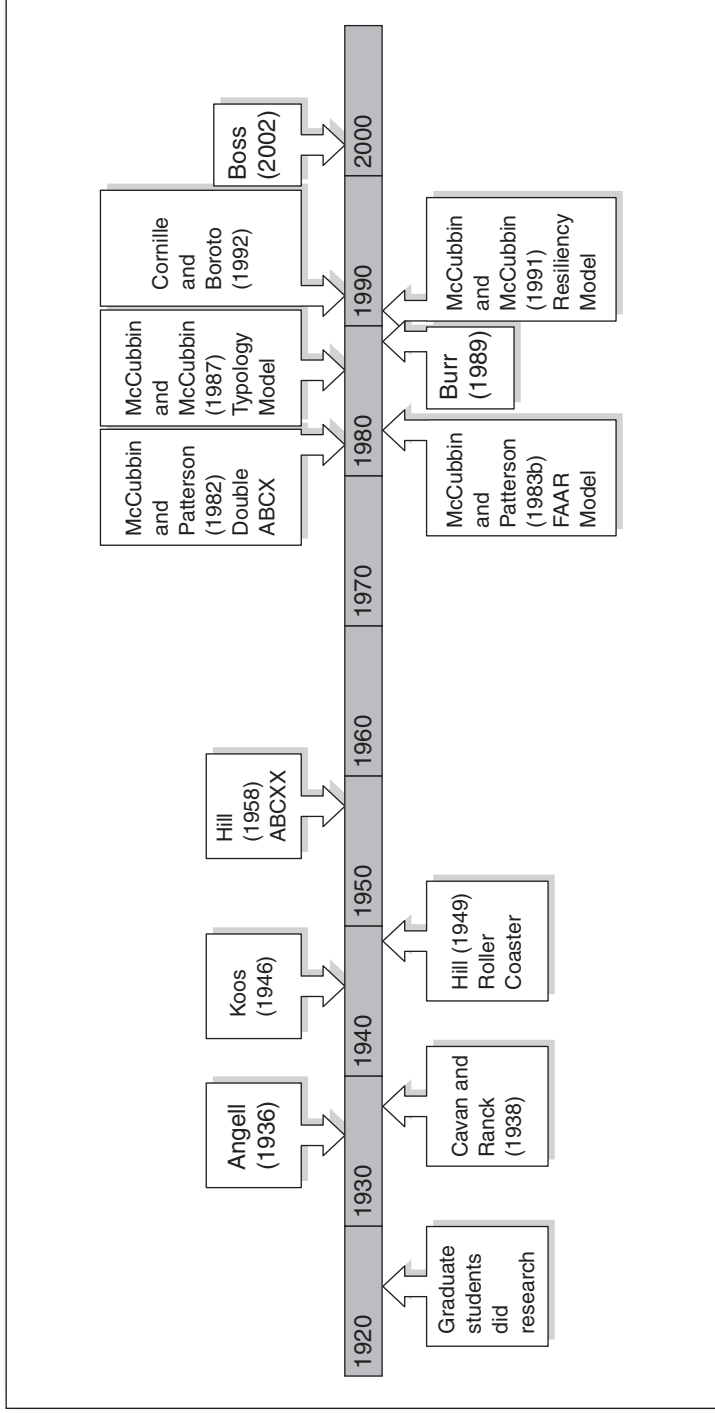 Angell
(1936)
Koos
(1946)
Hill
(1958)
ABCXX
McCubbin
and
Patterson
(1982)
Double
ABCX
McCubbin
and
McCubbin
(1987)
Typology
Model
Cornille
and
Boroto
(1992)
Boss
(2002)
1920
1930
1940
1950
1960
1970
1980
1990
2000
Graduate
students
did
research
Cavan and
Ranck
(1938)
Hill (1949)
Roller
Coaster
McCubbin
and
Patterson
(1983b)
FAAR
Model
Burr
(1989)
McCubbin
and
McCubbin
(1991)
Resiliency
Model